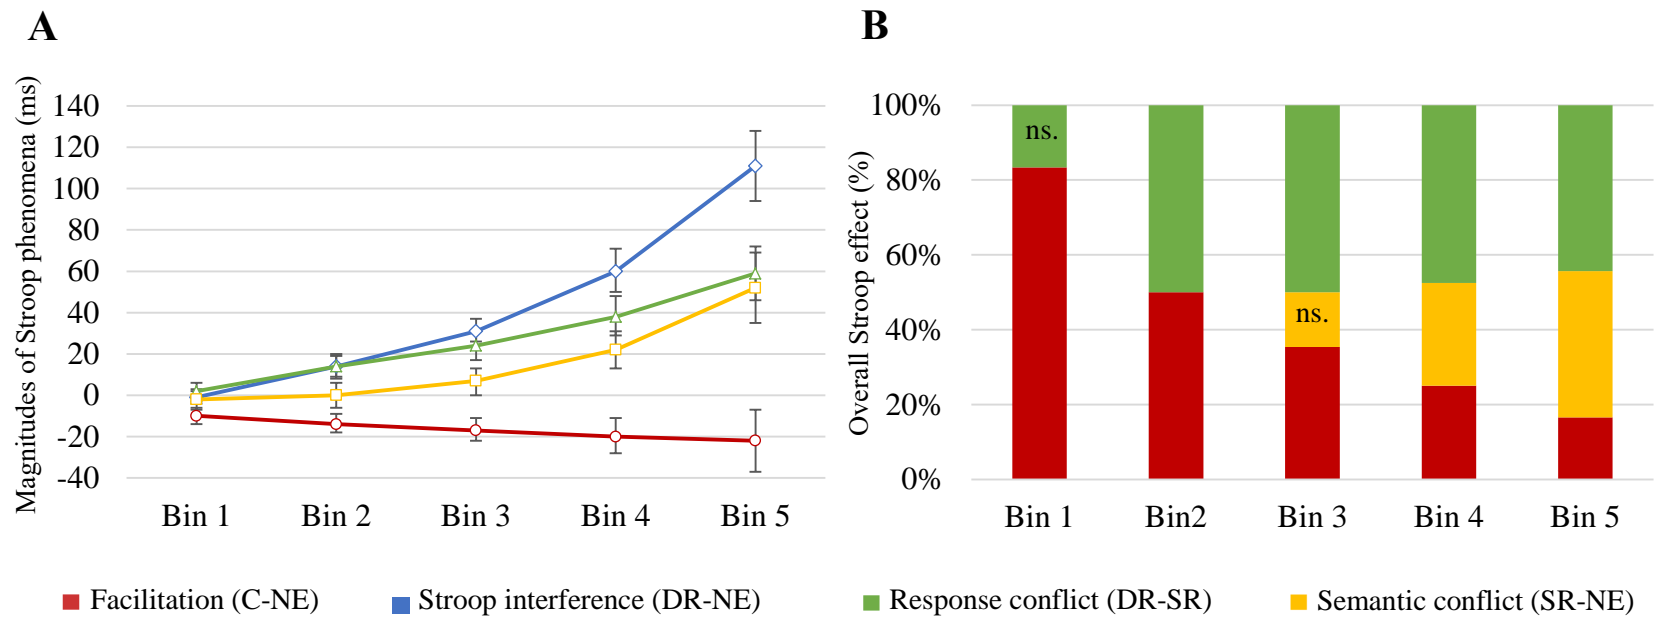 A
B
Magnitudes of Stroop phenomena (ms)
140
120
100
80
60
40
20
0
-20
-40
Bin 1 Bin 2 Bin 3 Bin 4 Bin 5
Overall Stroop effect (%)
100%
80%
60%
40%
20%
0%
ns.
ns.
Bin 1 Bin2 Bin 3 Bin 4 Bin 5
Facilitation (C-NE) Stroop interference (DR-NE) Response conflict (DR-SR) Semantic conflict (SR-NE)